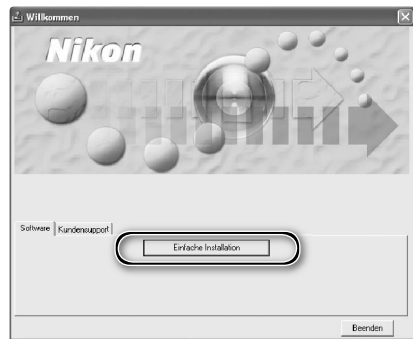 Willkommen
Nikon
Software Kundensupport
Einfache Installation
Beenden